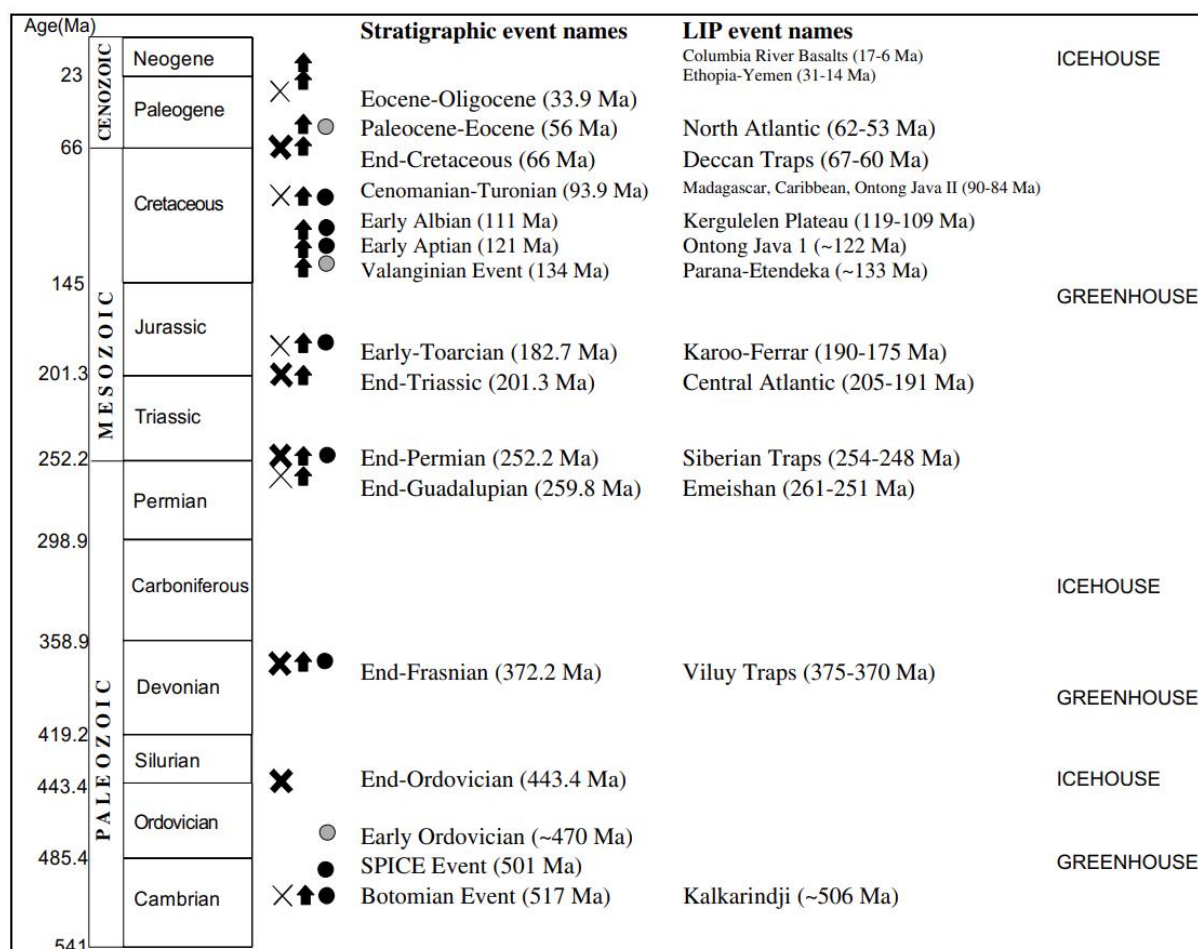 Age(Ma) Stratigraphic event names LIP event names
Neogene Columbia River Basalts (17-6 Ma) ICEHOUSE
23 Ethopia-Yemen (31-14 Ma)
CENOZOIC
Paleogene Eocene-Oligocene (33.9 Ma)
Paleocene-Eocene (56 Ma) North Atlantic (62-53 Ma)
66 End-Cretaceous (66 Ma) Deccan Traps (67-60 Ma)
Cretaceous Cenomanian-Turonian (93.9 Ma) Madagascar, Caribbean, Ontong Java II (90-84 Ma)
Early Albian (111 Ma) Kergulelen Plateau (119-109 Ma)
Early Aptian (121 Ma) Ontong Java 1 (~122 Ma)
Valanginian Event (134 Ma) Parana-Etendeka (~133 Ma)
145 GREENHOUSE
MESOZOIC
Jurassic
Early-Toarcian (182.7 Ma) Karoo-Ferrar (190-175 Ma)
201.3 End-Triassic (201.3 Ma) Central Atlantic (205-191 Ma)
Triassic
252.2 End-Permian (252.2 Ma) Siberian Traps (254-248 Ma)
Permian End-Guadalupian (259.8 Ma) Emeishan (261-251 Ma)
298.9
Carboniferous ICEHOUSE
358.9
PALEOZOIC
Devonian End-Frasnian (372.2 Ma) Viluy Traps (375-370 Ma)
GREENHOUSE
419.2
Silurian
443.4 End-Ordovician (443.4 Ma) ICEHOUSE
Ordovician Early Ordovician (~470 Ma)
485.4 SPICE Event (501 Ma) GREENHOUSE
Cambrian Botomian Event (517 Ma) Kalkarindji (~506 Ma)
541